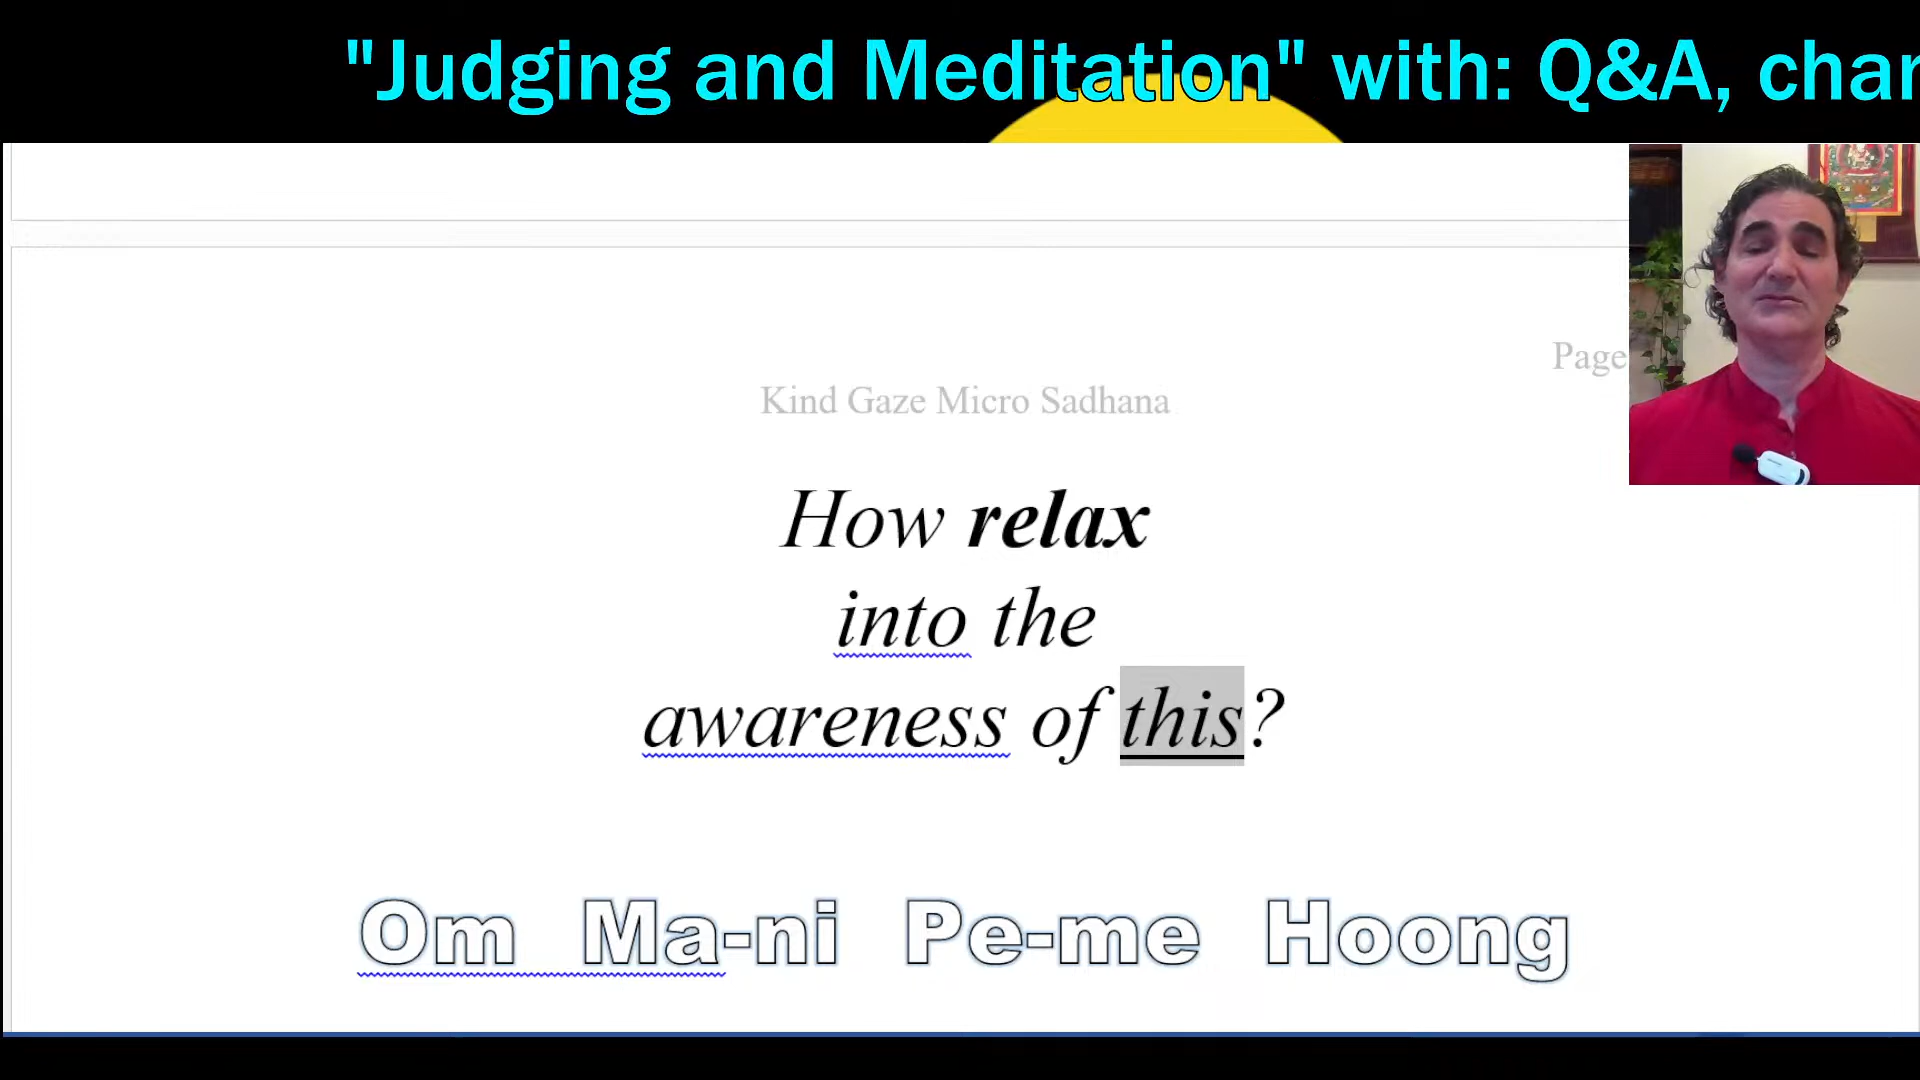 "Judging and Meditation" with: Q&A, char
Page
Kind Gaze Micro Sadhana
How relax
into the
awareness of this?
Om Ma-ni Pe-me Hoong